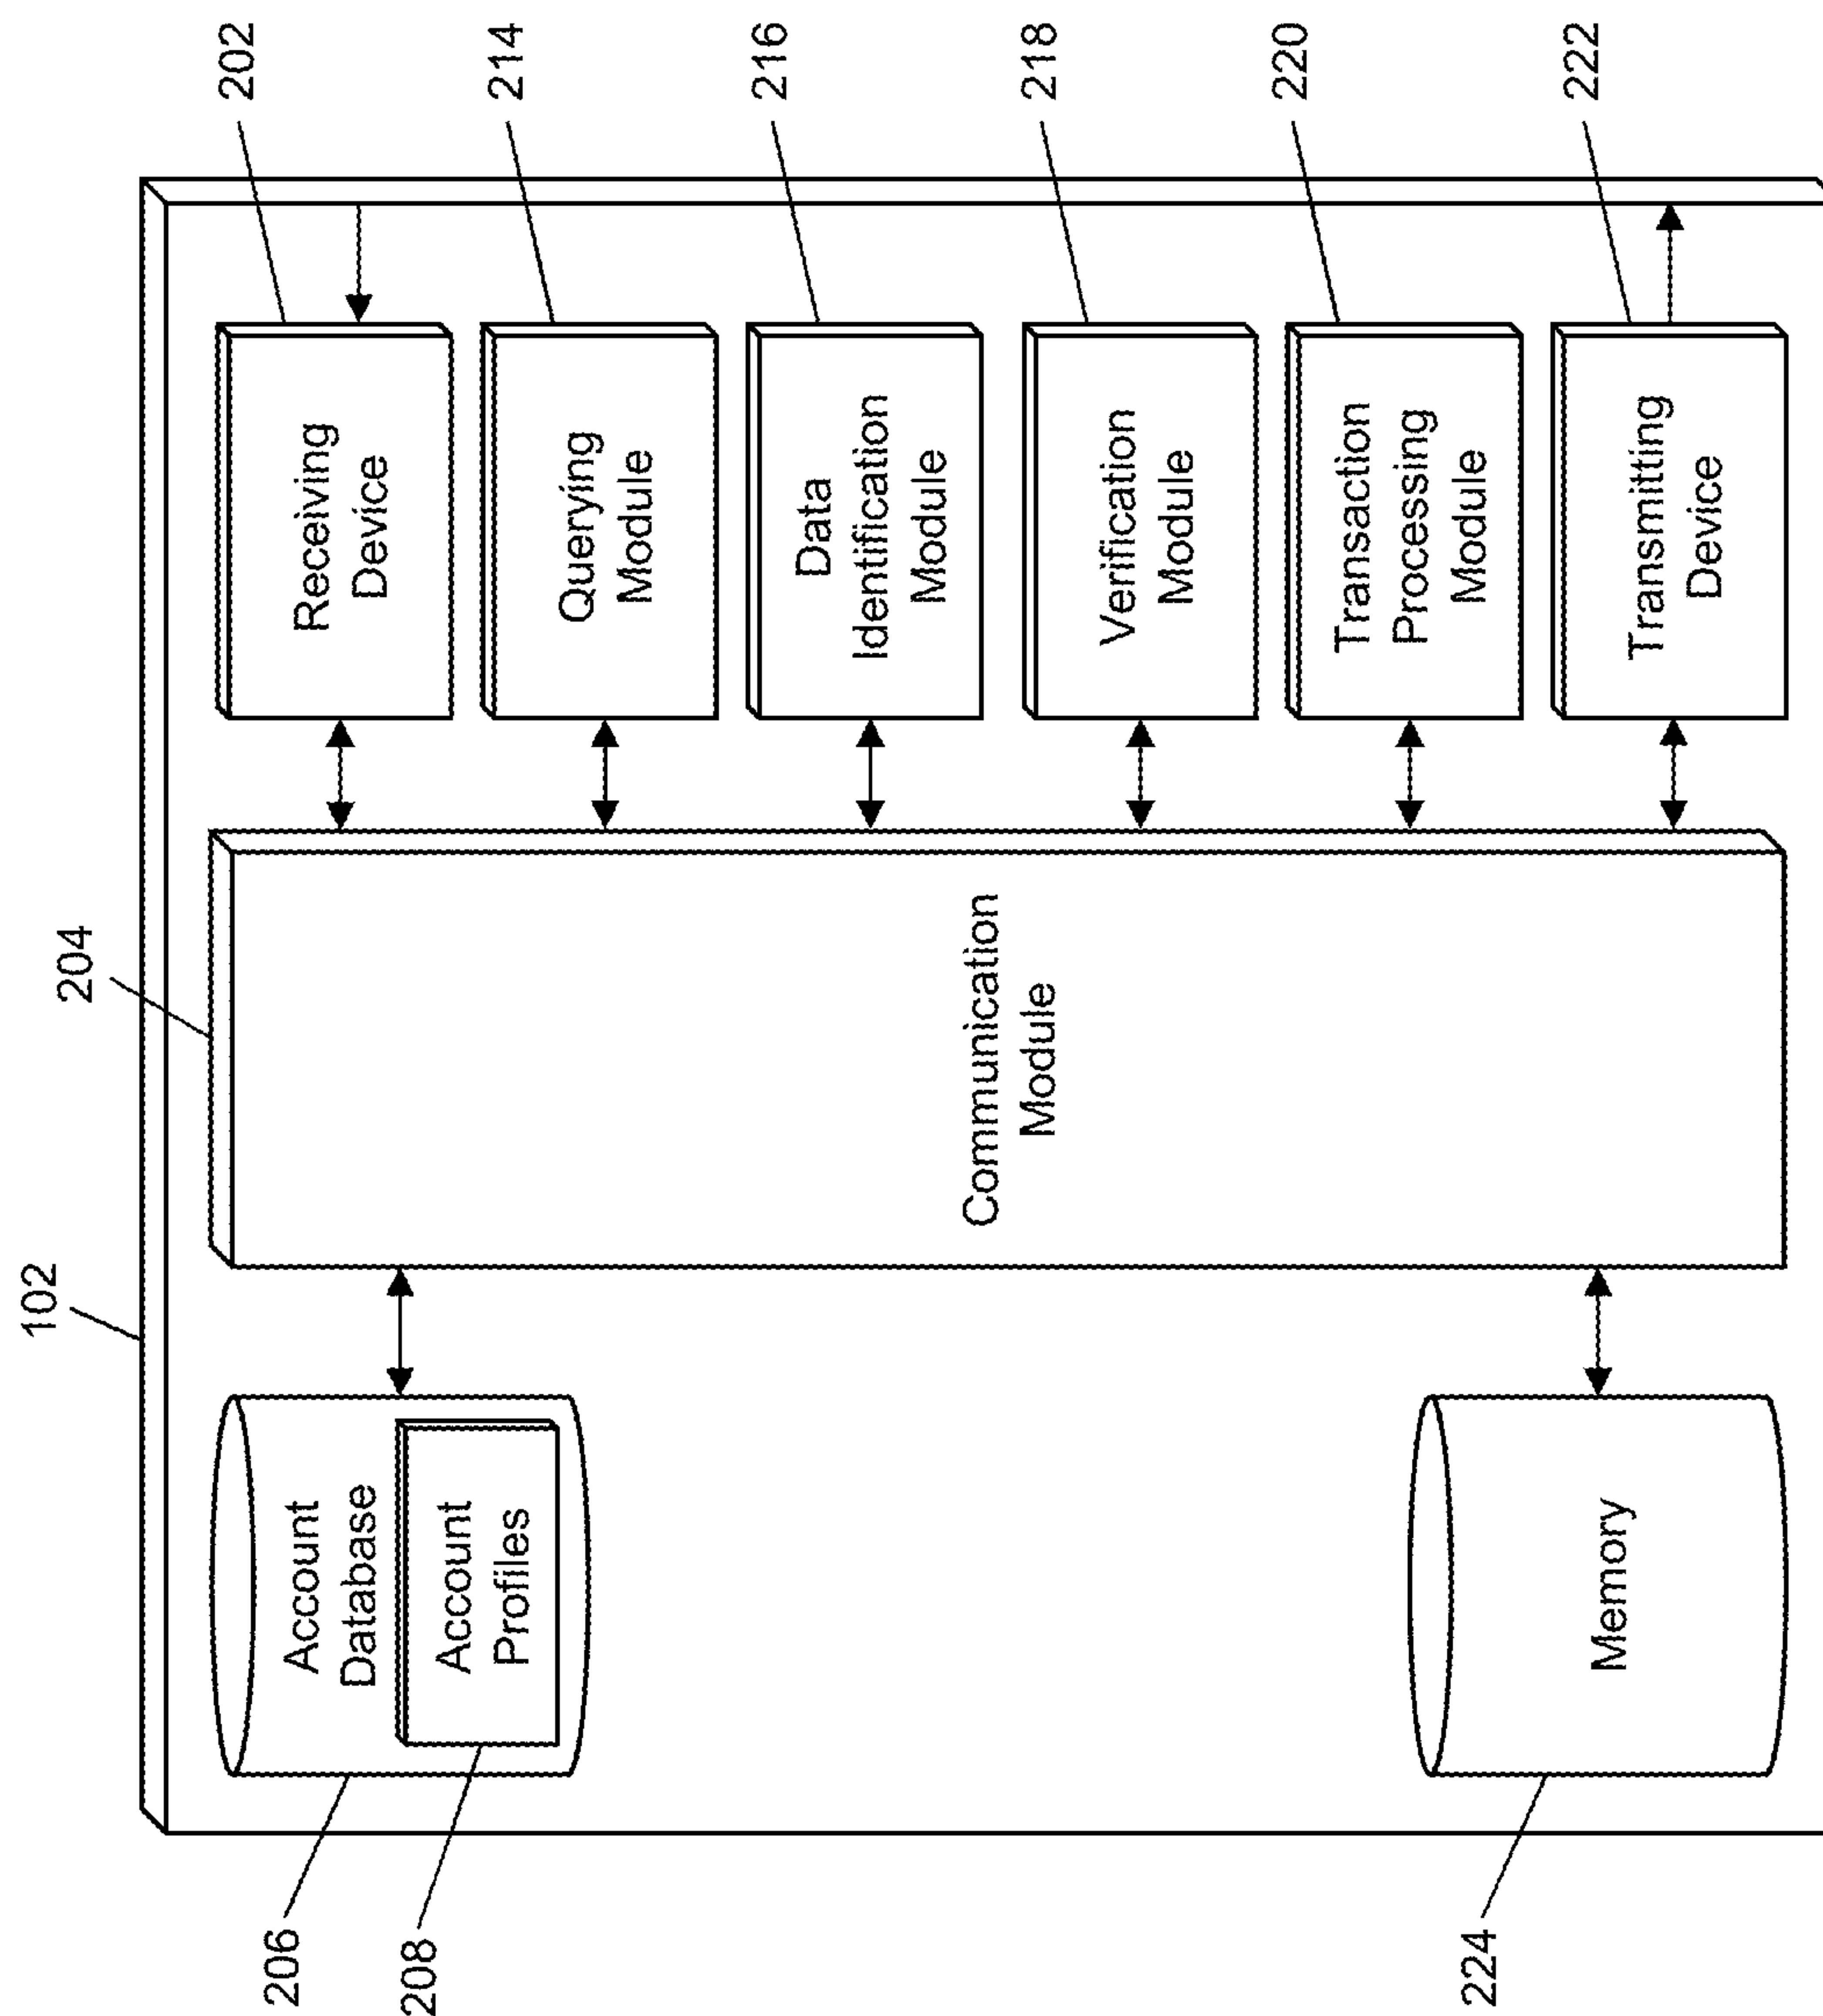 102
204
202
214
216
218
220
222
206
208
224
Account
Database
Account
Profiles
Memory
Communication
Module
Receiving
Device
Querying
Module
Data
Identification
Module
Verification
Module
Transaction
Processing
Module
Transmitting
Device